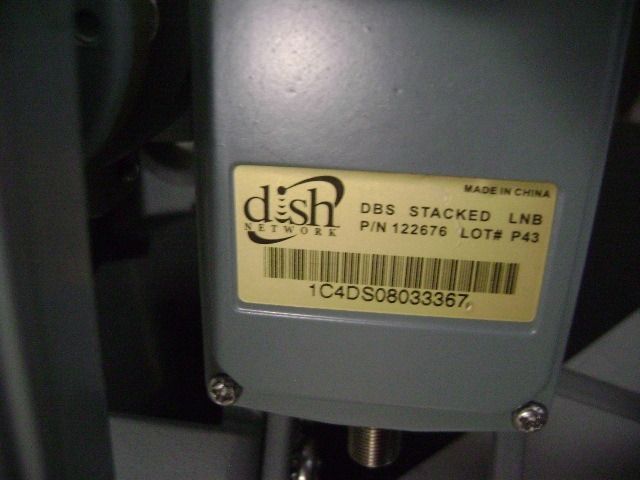 MADE IN CHINA
dish
NETWORK
DBS STACKED LNB
P/N 122676 LOT# P43
1C4DS08033367